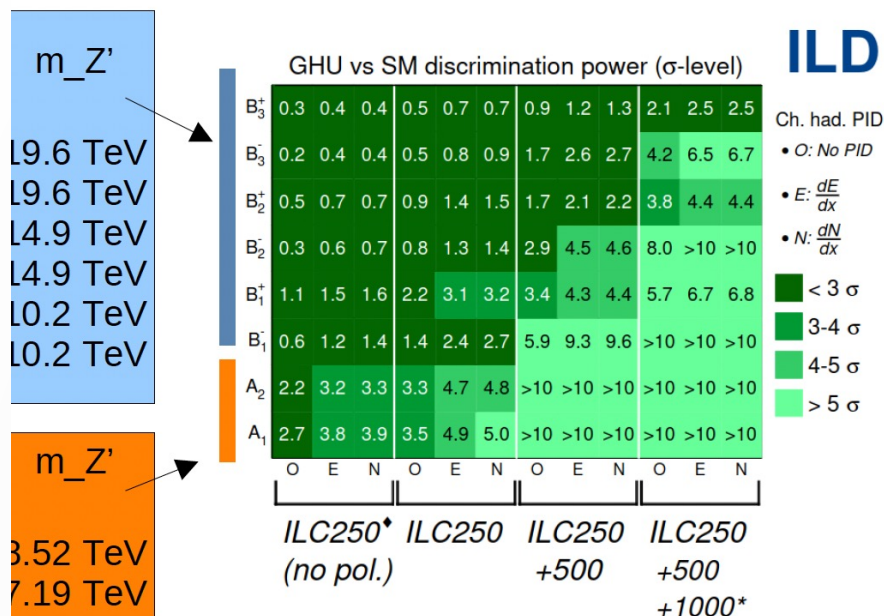 m_Z'
19.6 TeV
19.6 TeV
14.9 TeV
14.9 TeV
10.2 TeV
10.2 TeV
m_Z'
8.52 TeV
7.19 TeV
GHU vs SM discrimination power (σ-level)
B₃⁺ 0.3 0.4 0.4 0.5 0.7 0.7 0.9 1.2 1.3 2.1 2.5 2.5
B₃⁻ 0.2 0.4 0.4 0.5 0.8 0.9 1.7 2.6 2.7 4.2 6.5 6.7
B₂⁺ 0.5 0.7 0.7 0.9 1.4 1.5 1.7 2.1 2.2 3.8 4.4 4.4
B₂⁻ 0.3 0.6 0.7 0.8 1.3 1.4 2.9 4.5 4.6 8.0 >10 >10
B₁⁺ 1.1 1.5 1.6 2.2 3.1 3.2 3.4 4.3 4.4 5.7 6.7 6.8
B₁⁻ 0.6 1.2 1.4 1.4 2.4 2.7 5.9 9.3 9.6 >10 >10 >10
A₂ 2.2 3.2 3.3 3.3 4.7 4.8 >10 >10 >10 >10 >10 >10
A₁ 2.7 3.8 3.9 3.5 4.9 5.0 >10 >10 >10 >10 >10 >10
O E N O E N O E N O E N
ILC250♦ ILC250 ILC250 ILC250
(no pol.) +500 +500
+1000*
ILD
Ch. had. PID
• O: No PID
• E: dE/dx
• N: dN/dx
< 3 σ
3-4 σ
4-5 σ
> 5 σ